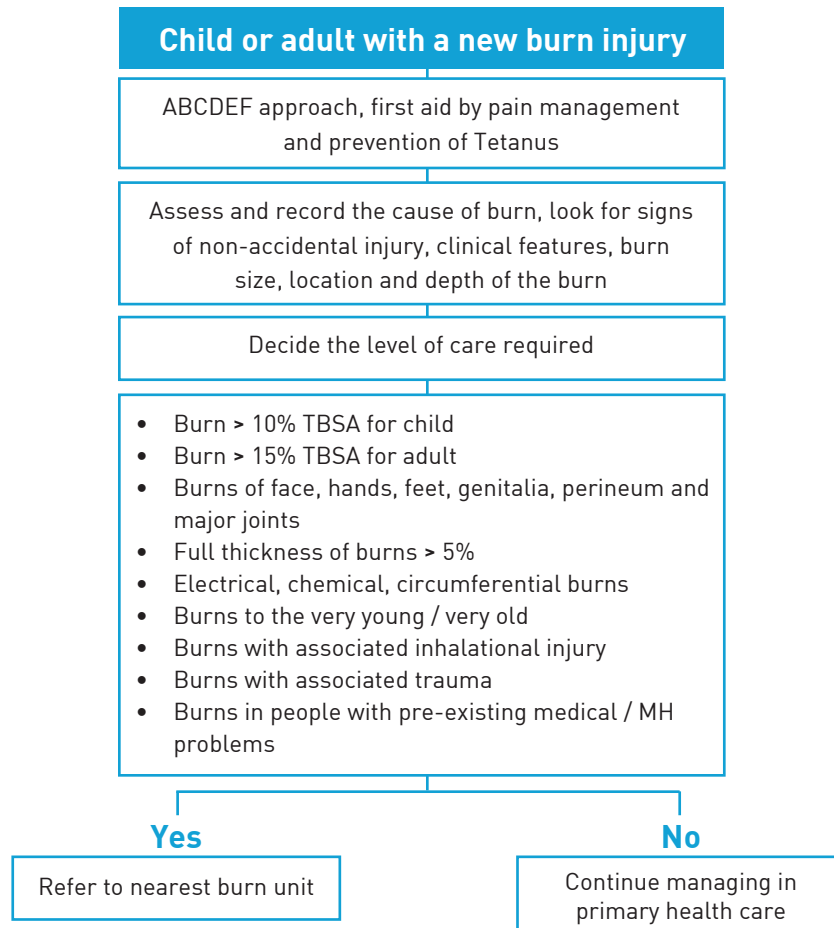 Child or adult with a new burn injury
ABCDEF approach, first aid by pain management
and prevention of Tetanus
Assess and record the cause of burn, look for signs
of non-accidental injury, clinical features, burn
size, location and depth of the burn
Decide the level of care required
• Burn > 10% TBSA for child
• Burn > 15% TBSA for adult
• Burns of face, hands, feet, genitalia, perineum and
major joints
• Full thickness of burns > 5%
• Electrical, chemical, circumferential burns
• Burns to the very young / very old
• Burns with associated inhalational injury
• Burns with associated trauma
• Burns in people with pre-existing medical / MH
problems
Yes
Refer to nearest burn unit
No
Continue managing in
primary health care